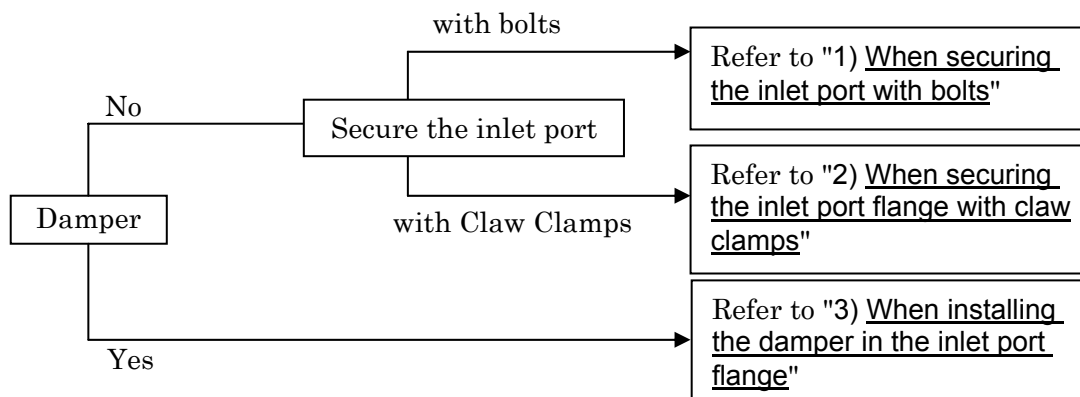 with bolts
Refer to "1) When securing
the inlet port with bolts"
No
Secure the inlet port
Refer to "2) When securing
the inlet port flange with claw
clamps"
Damper
with Claw Clamps
Refer to "3) When installing
the damper in the inlet port
flange"
Yes